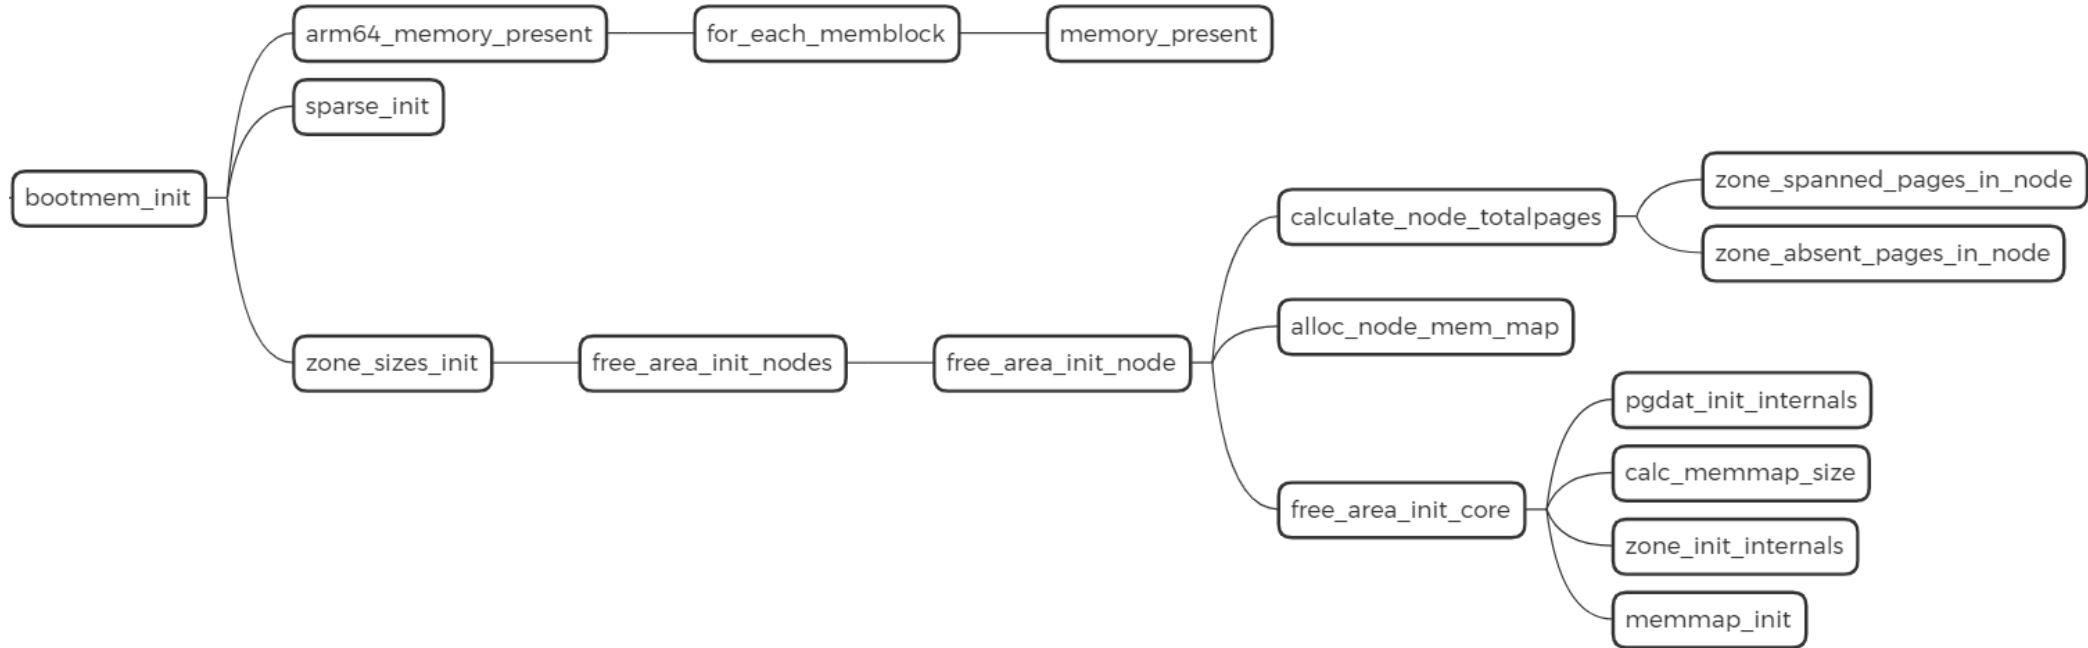 arm64_memory_present
for_each_memblock
memory_present
sparse_init
bootmem_init
zone_sizes_init
free_area_init_nodes
free_area_init_node
calculate_node_totalpages
zone_spanned_pages_in_node
zone_absent_pages_in_node
alloc_node_mem_map
free_area_init_core
pgdat_init_internals
calc_memmap_size
zone_init_internals
memmap_init